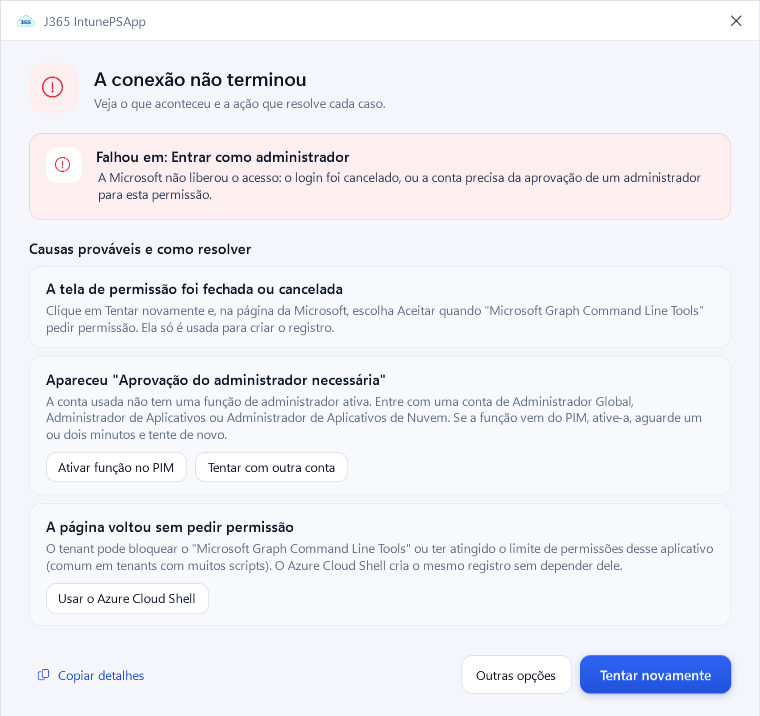 365 J365 IntunePSApp
A conexão não terminou
Veja o que aconteceu e a ação que resolve cada caso.
Falhou em: Entrar como administrador
A Microsoft não liberou o acesso: o login foi cancelado, ou a conta precisa da aprovação de um administrador
para esta permissão.
Causas prováveis e como resolver
A tela de permissão foi fechada ou cancelada
Clique em Tentar novamente e, na página da Microsoft, escolha Aceitar quando "Microsoft Graph Command Line Tools"
pedir permissão. Ela só é usada para criar o registro.
Apareceu "Aprovação do administrador necessária"
A conta usada não tem uma função de administrador ativa. Entre com uma conta de Administrador Global,
Administrador de Aplicativos ou Administrador de Aplicativos de Nuvem. Se a função vem do PIM, ative-a, aguarde um
ou dois minutos e tente de novo.
Ativar função no PIM Tentar com outra conta
A página voltou sem pedir permissão
O tenant pode bloquear o "Microsoft Graph Command Line Tools" ou ter atingido o limite de permissões desse aplicativo
(comum em tenants com muitos scripts). O Azure Cloud Shell cria o mesmo registro sem depender dele.
Usar o Azure Cloud Shell
Copiar detalhes Outras opções Tentar novamente